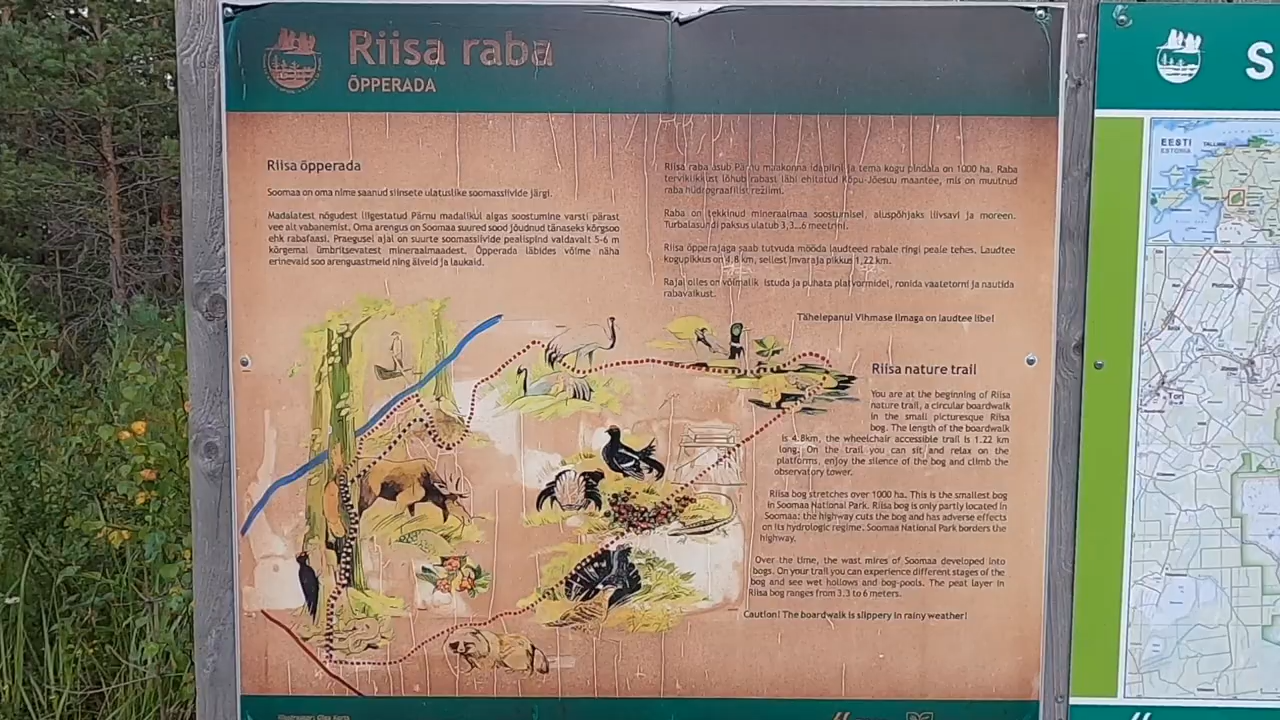 Riisa raba
ÕPPERADA
Riisa õpperada
Soomaa on oma nime saanud siinsete ulatuslike soomassiivide järgi.
Madalatest nõgudest liigestatud Pärnu madalikul algas soostumine varsti pärast
vee alt vabanemist. Oma arengus on Soomaa suured sood jõudnud tänaseks kõrgsoo
ehk rabafaasi. Praegusel ajal on suurte soomassiivide pealispind valdavalt 5-6 m
kõrgemal ümbritsevatest mineraalmaadest. Õpperada läbides võime näha
erinevaid soo arenguastmeid ning älveid ja laukaid.
Riisa raba asub Pärnu maakonna idapiiril ja tema kogu pindala on 1000 ha. Raba
terviklikkust lõhub rabast läbi ehitatud Kõpu-Jõesuu maantee, mis on muutnud
raba hüdrograafilist režiimi.
Raba on tekkinud mineraalmaa soostumisel, aluspõhjaks liivsavi ja moreen.
Turbalasundi paksus ulatub 3,3...6 meetrini.
Riisa õpperajaga saab tutvuda mööda laudteed rabale ringi peale tehes. Laudtee
kogupikkus on 4,8 km, sellest invaraja pikkus 1,22 km.
Rajal olles on võimalik istuda ja puhata platvormidel, ronida vaatetorni ja nautida
rabavaikust.
Tähelepanu! Vihmase ilmaga on laudtee libe!
Riisa nature trail
You are at the beginning of Riisa
nature trail, a circular boardwalk
in the small picturesque Riisa
bog. The length of the boardwalk
is 4.8km, the wheelchair accessible trail is 1.22 km
long. On the trail you can sit and relax on the
platforms, enjoy the silence of the bog and climb the
observatory tower.
Riisa bog stretches over 1000 ha. This is the smallest bog
in Soomaa National Park. Riisa bog is only partly located in
Soomaa: the highway cuts the bog and has adverse effects
on its hydrologic regime. Soomaa National Park borders the
highway.
Over the time, the wast mires of Soomaa developed into
bogs. On your trail you can experience different stages of the
bog and see wet hollows and bog-pools. The peat layer in
Riisa bog ranges from 3.3 to 6 meters.
Caution! The boardwalk is slippery in rainy weather!
S
EESTI
ESTONIA
TALLINN
Tori